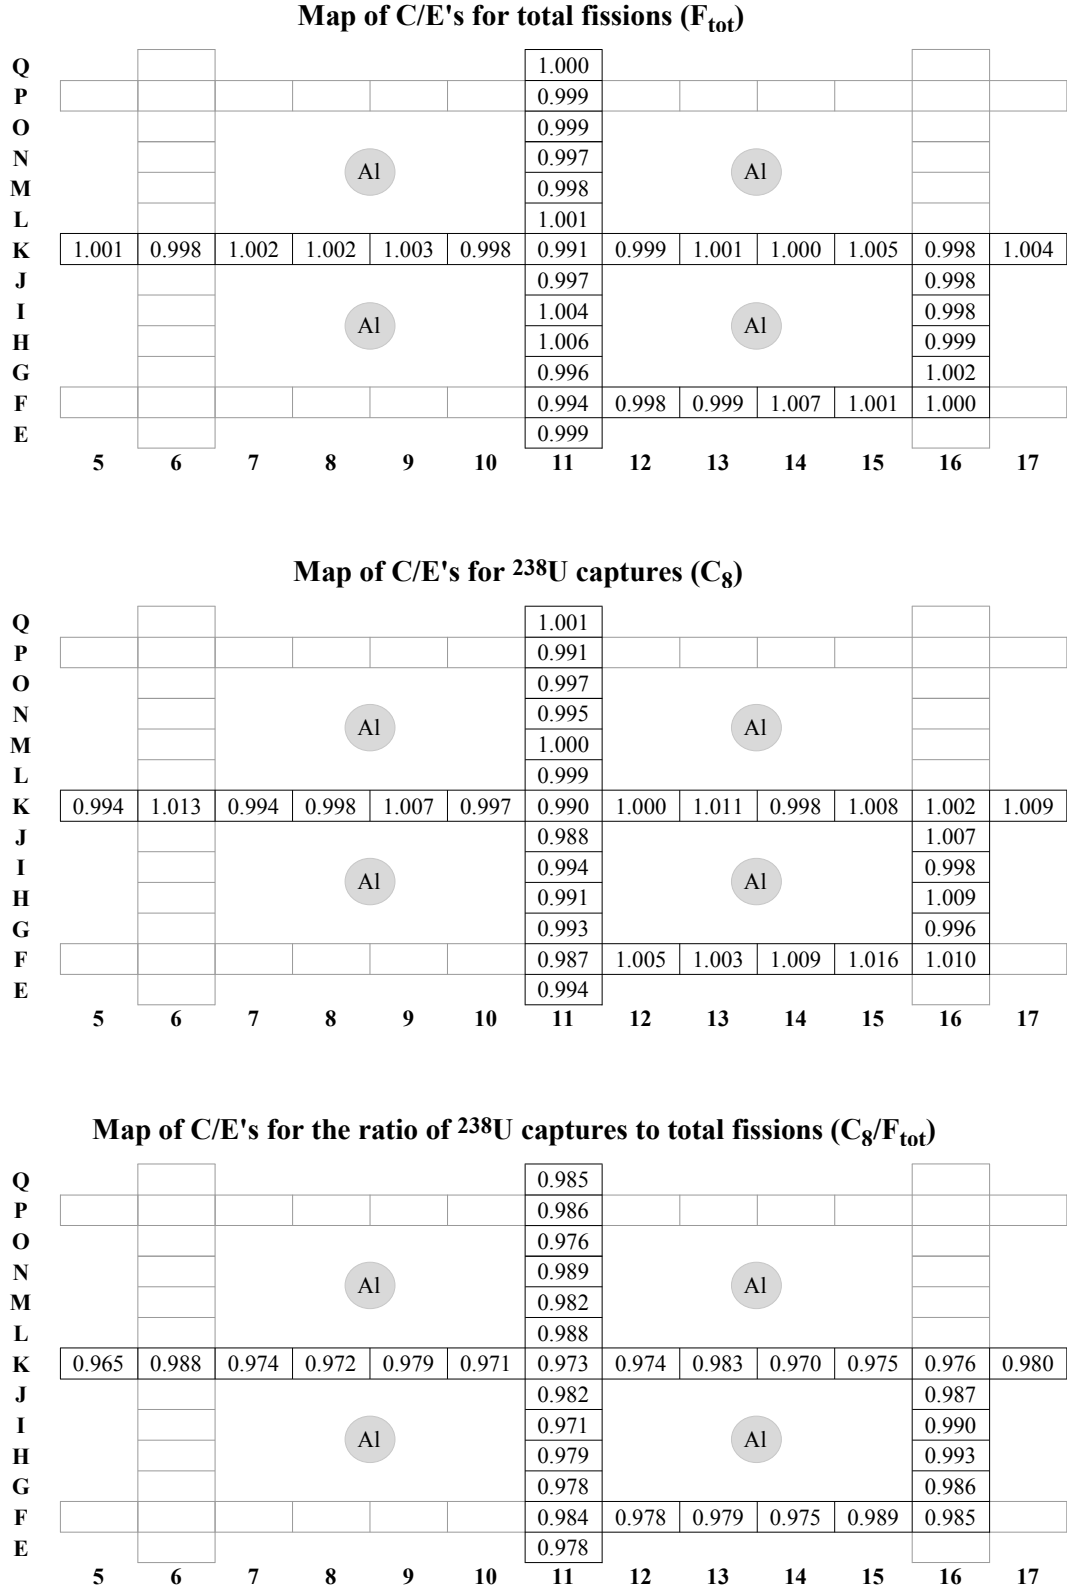 Map of C/E's for total fissions (Ftot)
Q 1.000
P 0.999
O 0.999
N 0.997
Al Al
M 0.998
L 1.001
K 1.001 0.998 1.002 1.002 1.003 0.998 0.991 0.999 1.001 1.000 1.005 0.998 1.004
J 0.997 0.998
I 1.004 0.998
Al Al
H 1.006 0.999
G 0.996 1.002
F 0.994 0.998 0.999 1.007 1.001 1.000
E 0.999
5 6 7 8 9 10 11 12 13 14 15 16 17
Map of C/E's for 238U captures (C8)
Q 1.001
P 0.991
O 0.997
N 0.995
Al Al
M 1.000
L 0.999
K 0.994 1.013 0.994 0.998 1.007 0.997 0.990 1.000 1.011 0.998 1.008 1.002 1.009
J 0.988 1.007
I 0.994 0.998
Al Al
H 0.991 1.009
G 0.993 0.996
F 0.987 1.005 1.003 1.009 1.016 1.010
E 0.994
5 6 7 8 9 10 11 12 13 14 15 16 17
Map of C/E's for the ratio of 238U captures to total fissions (C8/Ftot)
Q 0.985
P 0.986
O 0.976
N 0.989
Al Al
M 0.982
L 0.988
K 0.965 0.988 0.974 0.972 0.979 0.971 0.973 0.974 0.983 0.970 0.975 0.976 0.980
J 0.982 0.987
I 0.971 0.990
Al Al
H 0.979 0.993
G 0.978 0.986
F 0.984 0.978 0.979 0.975 0.989 0.985
E 0.978
5 6 7 8 9 10 11 12 13 14 15 16 17